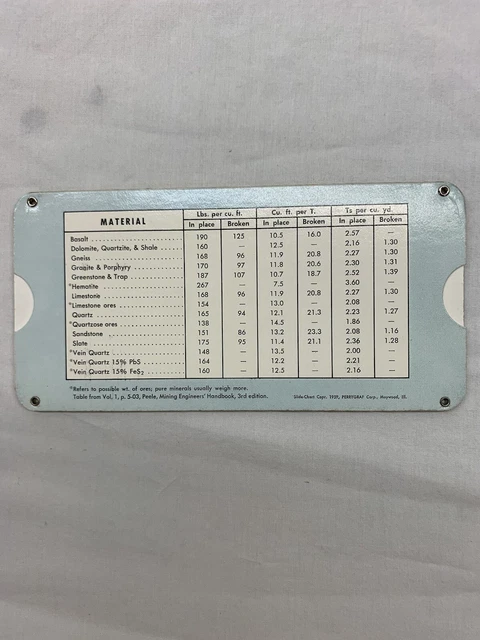 MATERIAL
Lbs. per cu. ft. Cu. ft. per T. Ts per cu. yd.
In place Broken In place Broken In place Broken
Basalt 190 125 10.5 16.0 2.57 —
Dolomite, Quartzite, & Shale 160 — 12.5 — 2.16 1.30
Gneiss 168 96 11.9 20.8 2.27 1.30
Granite & Porphyry 170 97 11.8 20.6 2.30 1.31
Greenstone & Trap 187 107 10.7 18.7 2.52 1.39
*Hematite 267 — 7.5 — 3.60 —
Limestone 168 96 11.9 20.8 2.27 1.30
*Limestone ores 154 — 13.0 — 2.08 —
Quartz 165 94 12.1 21.3 2.23 1.27
*Quartzose ores 138 — 14.5 — 1.86 —
Sandstone 151 86 13.2 23.3 2.08 1.16
Slate 175 95 11.4 21.1 2.36 1.28
*Vein Quartz 148 — 13.5 — 2.00 —
*Vein Quartz 15% PbS 164 — 12.2 — 2.21 —
*Vein Quartz 15% FeS₂ 160 — 12.5 — 2.16 —
*Refers to possible wt. of ores; pure minerals usually weigh more.
Table from Vol. 1, p. 5-03, Peele, Mining Engineers' Handbook, 3rd edition. Slide-Chart Copr. 1959, PERRYGRAF Corp., Maywood, Ill.